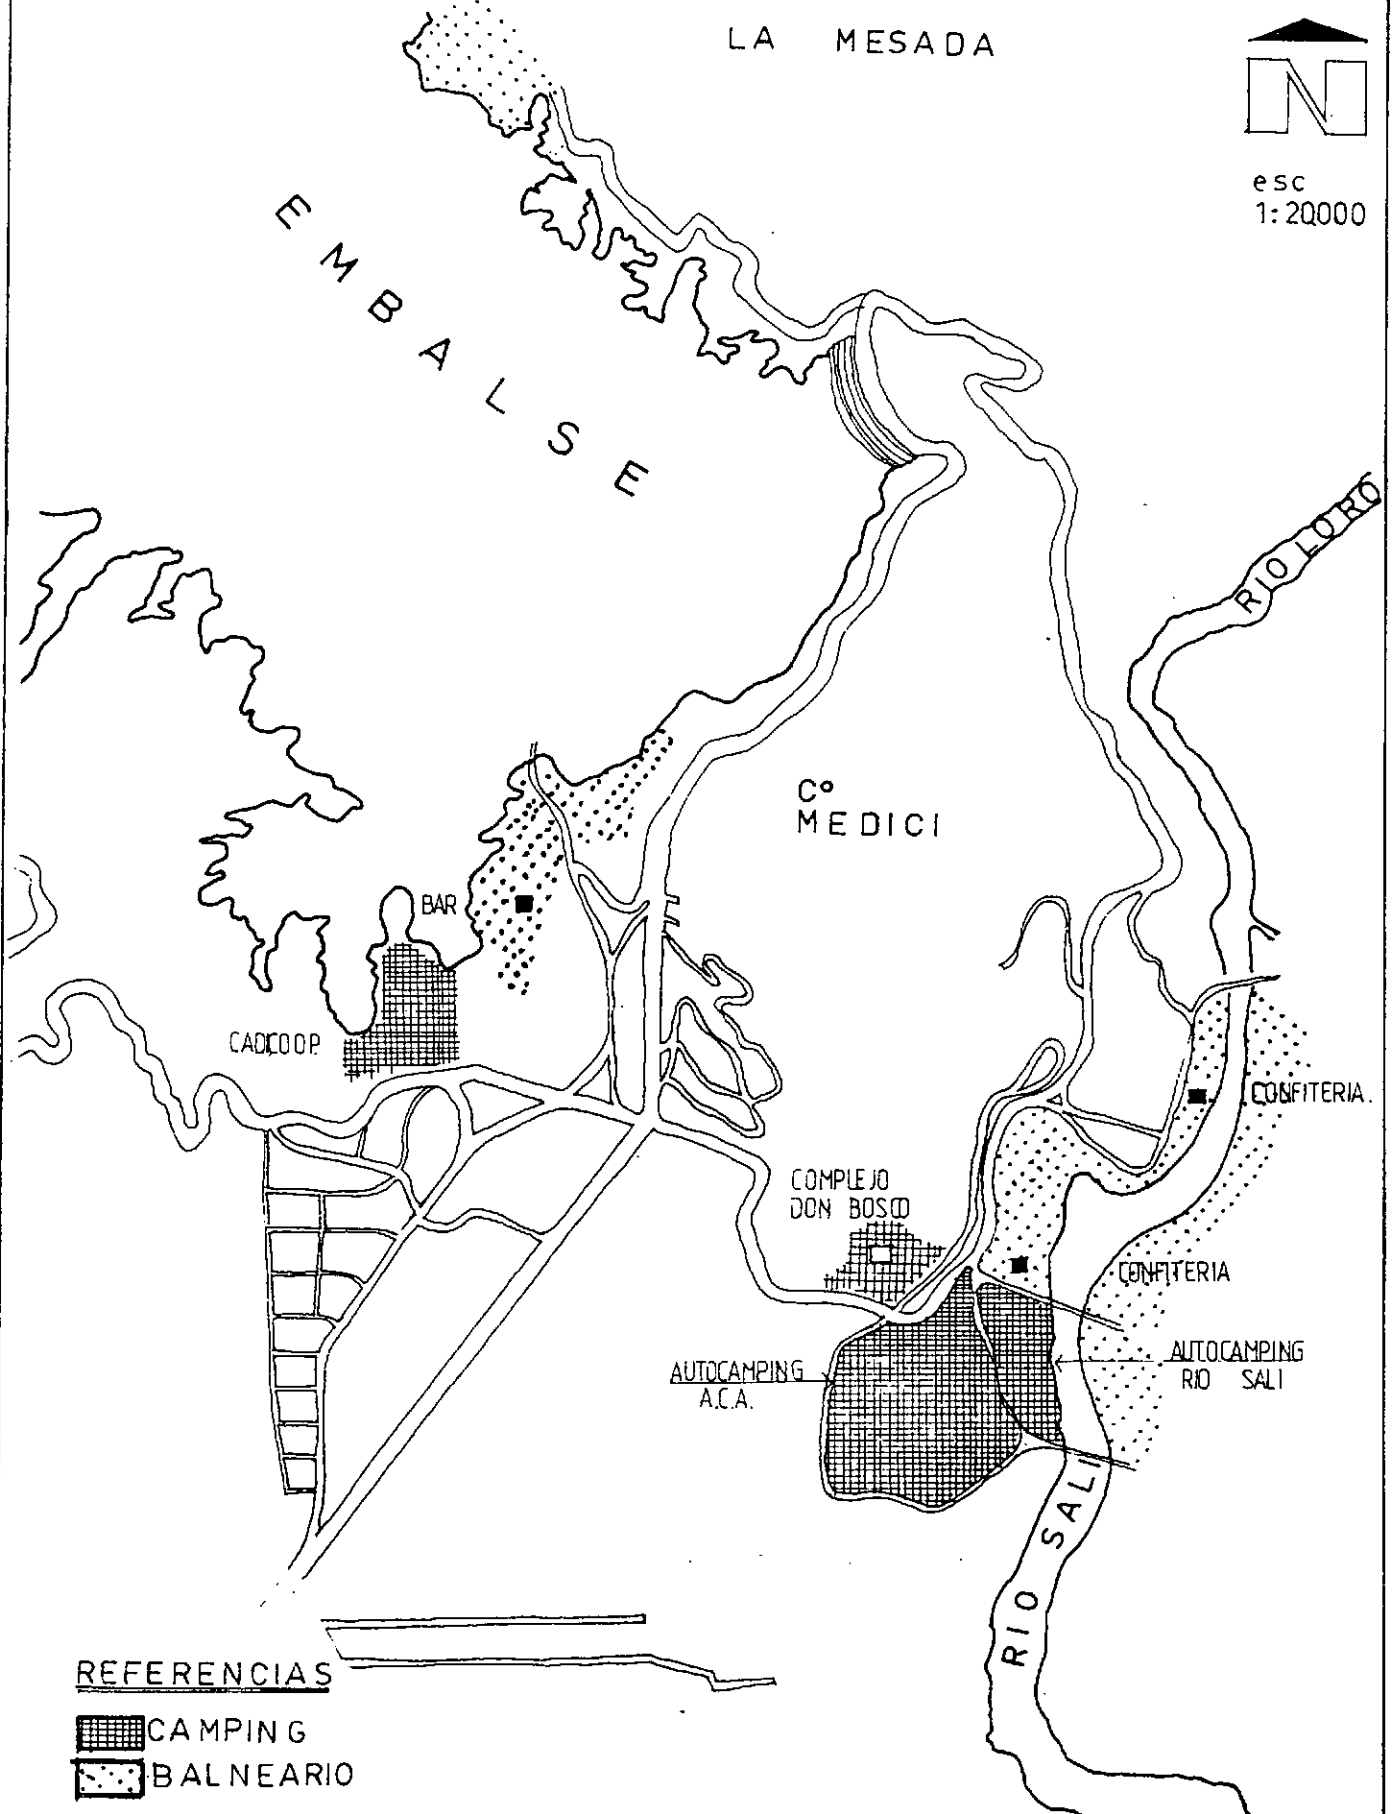 LA MESADA
N
esc
1:20000
EMBALSE
RIO LORO
Cº
MEDICI
BAR
CADICOOP.
CONFITERIA.
COMPLEJO
DON BOSCO
CONFITERIA
AUTOCAMPING
A.C.A.
AUTOCAMPING
RIO SALI
RIO SALI
REFERENCIAS
CAMPING
BALNEARIO